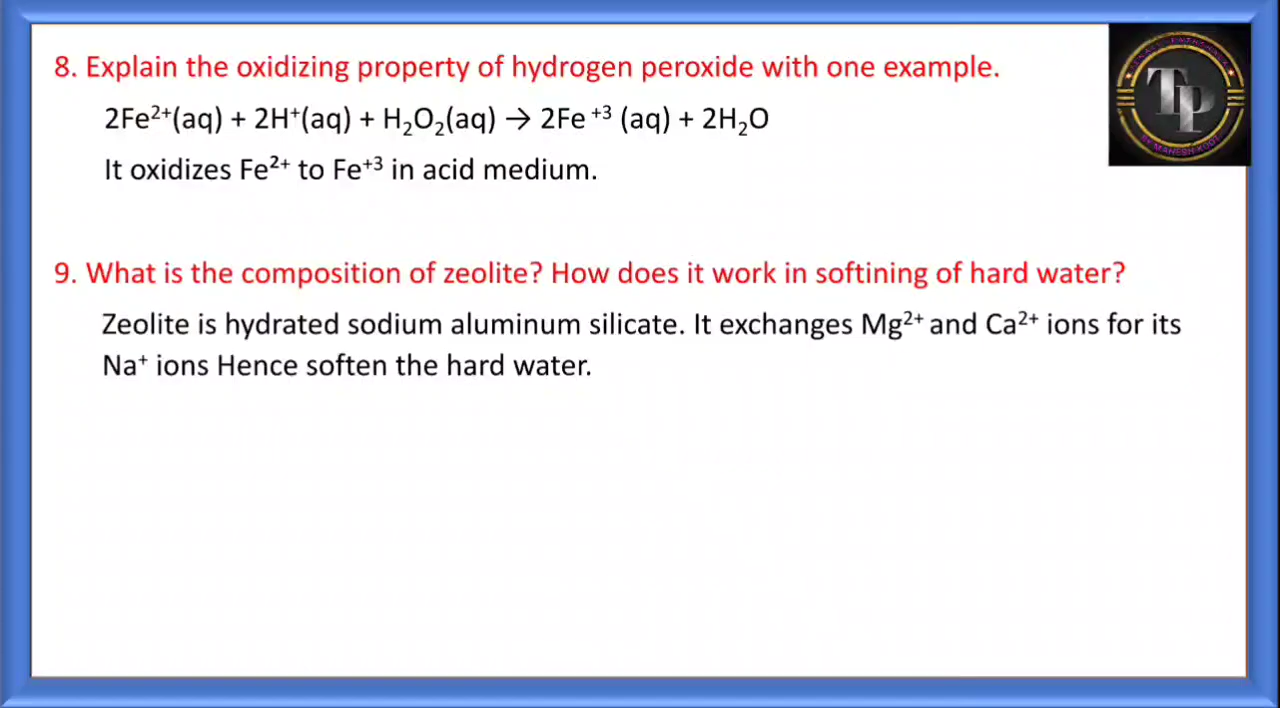 8. Explain the oxidizing property of hydrogen peroxide with one example.
2Fe²⁺(aq) + 2H⁺(aq) + H₂O₂(aq) → 2Fe ⁺³ (aq) + 2H₂O
It oxidizes Fe²⁺ to Fe⁺³ in acid medium.
TP
BY MAHESH KOOT
9. What is the composition of zeolite? How does it work in softining of hard water?
Zeolite is hydrated sodium aluminum silicate. It exchanges Mg²⁺ and Ca²⁺ ions for its
Na⁺ ions Hence soften the hard water.